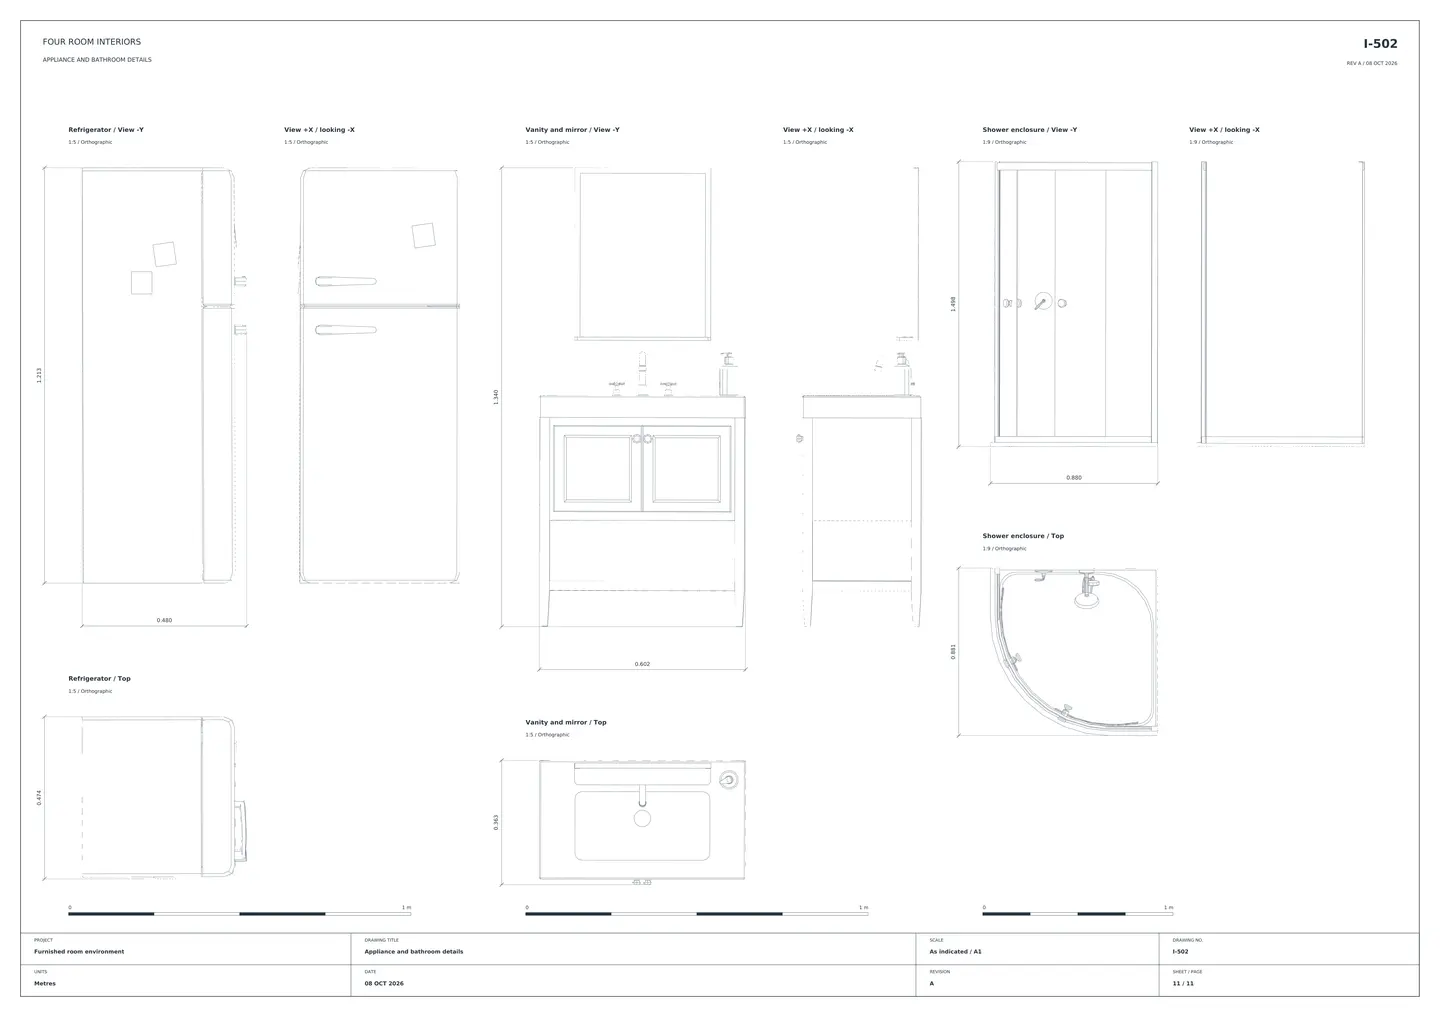 FOUR ROOM INTERIORS
APPLIANCE AND BATHROOM DETAILS
I-502
REV A / 08 OCT 2026
Refrigerator / View -Y
1:5 / Orthographic
View +X / looking -X
1:5 / Orthographic
Vanity and mirror / View -Y
1:5 / Orthographic
View +X / looking -X
1:5 / Orthographic
Shower enclosure / View -Y
1:9 / Orthographic
View +X / looking -X
1:9 / Orthographic
1.213
0.480
1.340
0.602
1.498
0.880
Refrigerator / Top
1:5 / Orthographic
0.474
Vanity and mirror / Top
1:5 / Orthographic
0.363
Shower enclosure / Top
1:9 / Orthographic
0.881
0 1 m
0 1 m
0 1 m
PROJECT
Furnished room environment
DRAWING TITLE
Appliance and bathroom details
SCALE
As indicated / A1
DRAWING NO.
I-502
UNITS
Metres
DATE
08 OCT 2026
REVISION
A
SHEET / PAGE
11 / 11